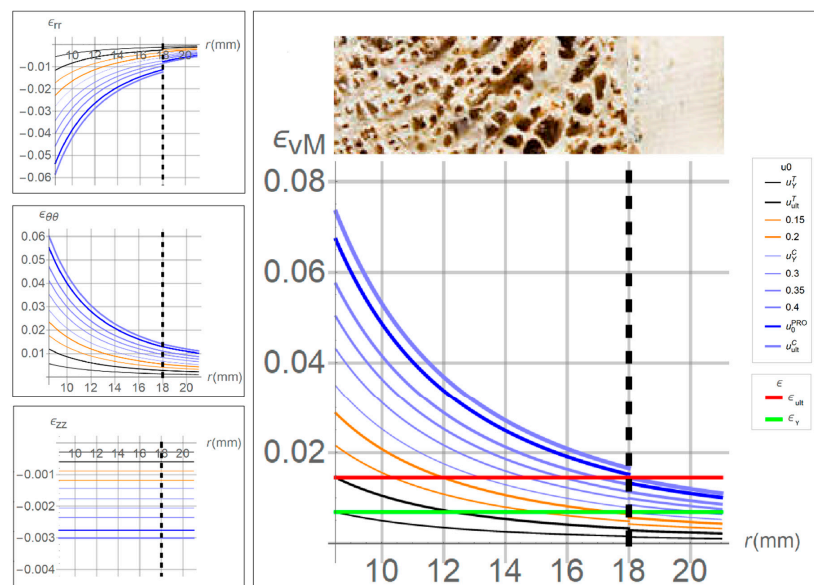 ϵrr
r(mm)
10 12 14 16 18 20
−0.01
−0.02
−0.03
−0.04
−0.05
−0.06
ϵθθ
0.06
0.05
0.04
0.03
0.02
0.01
10 12 14 16 18 20 r(mm)
ϵzz
r(mm)
10 12 14 16 18 20
−0.001
−0.002
−0.003
−0.004
ϵvM
0.08
0.06
0.04
0.02
10 12 14 16 18 20 r(mm)
u0
u_Y^T
u_ult^T
0.15
0.2
u_Y^C
0.3
0.35
0.4
u_0^PRO
u_ult^C
ϵ
ϵ_ult
ϵ_Y